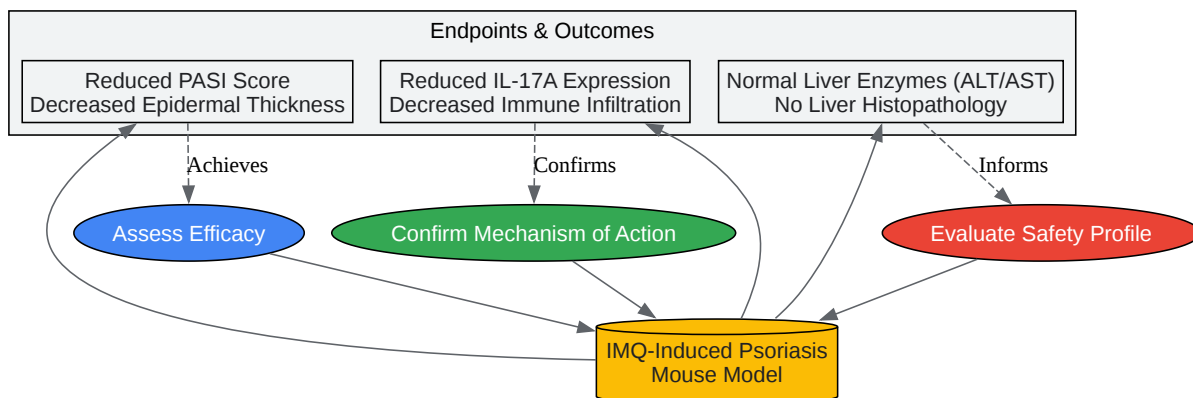 Endpoints & Outcomes
Reduced PASI Score
Decreased Epidermal Thickness
Reduced IL-17A Expression
Decreased Immune Infiltration
Normal Liver Enzymes (ALT/AST)
No Liver Histopathology
Achieves
Confirms
Informs
Assess Efficacy
Confirm Mechanism of Action
Evaluate Safety Profile
IMQ-Induced Psoriasis
Mouse Model